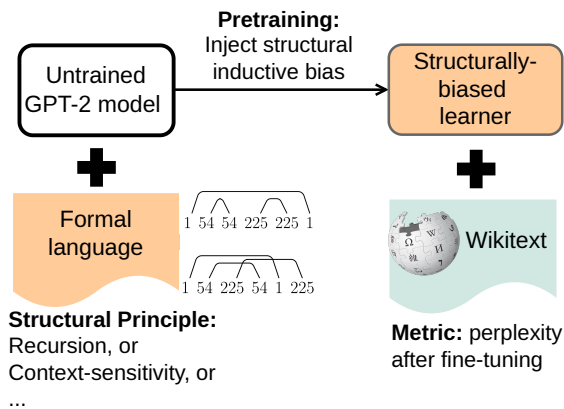 Pretraining:
Inject structural
inductive bias
Untrained
GPT-2 model
Structurally-
biased
learner
Formal
language
1 54 54 225 225 1
1 54 225 54 1 225
Wikitext
Ω W И
Structural Principle:
Recursion, or
Context-sensitivity, or
...
Metric: perplexity
after fine-tuning